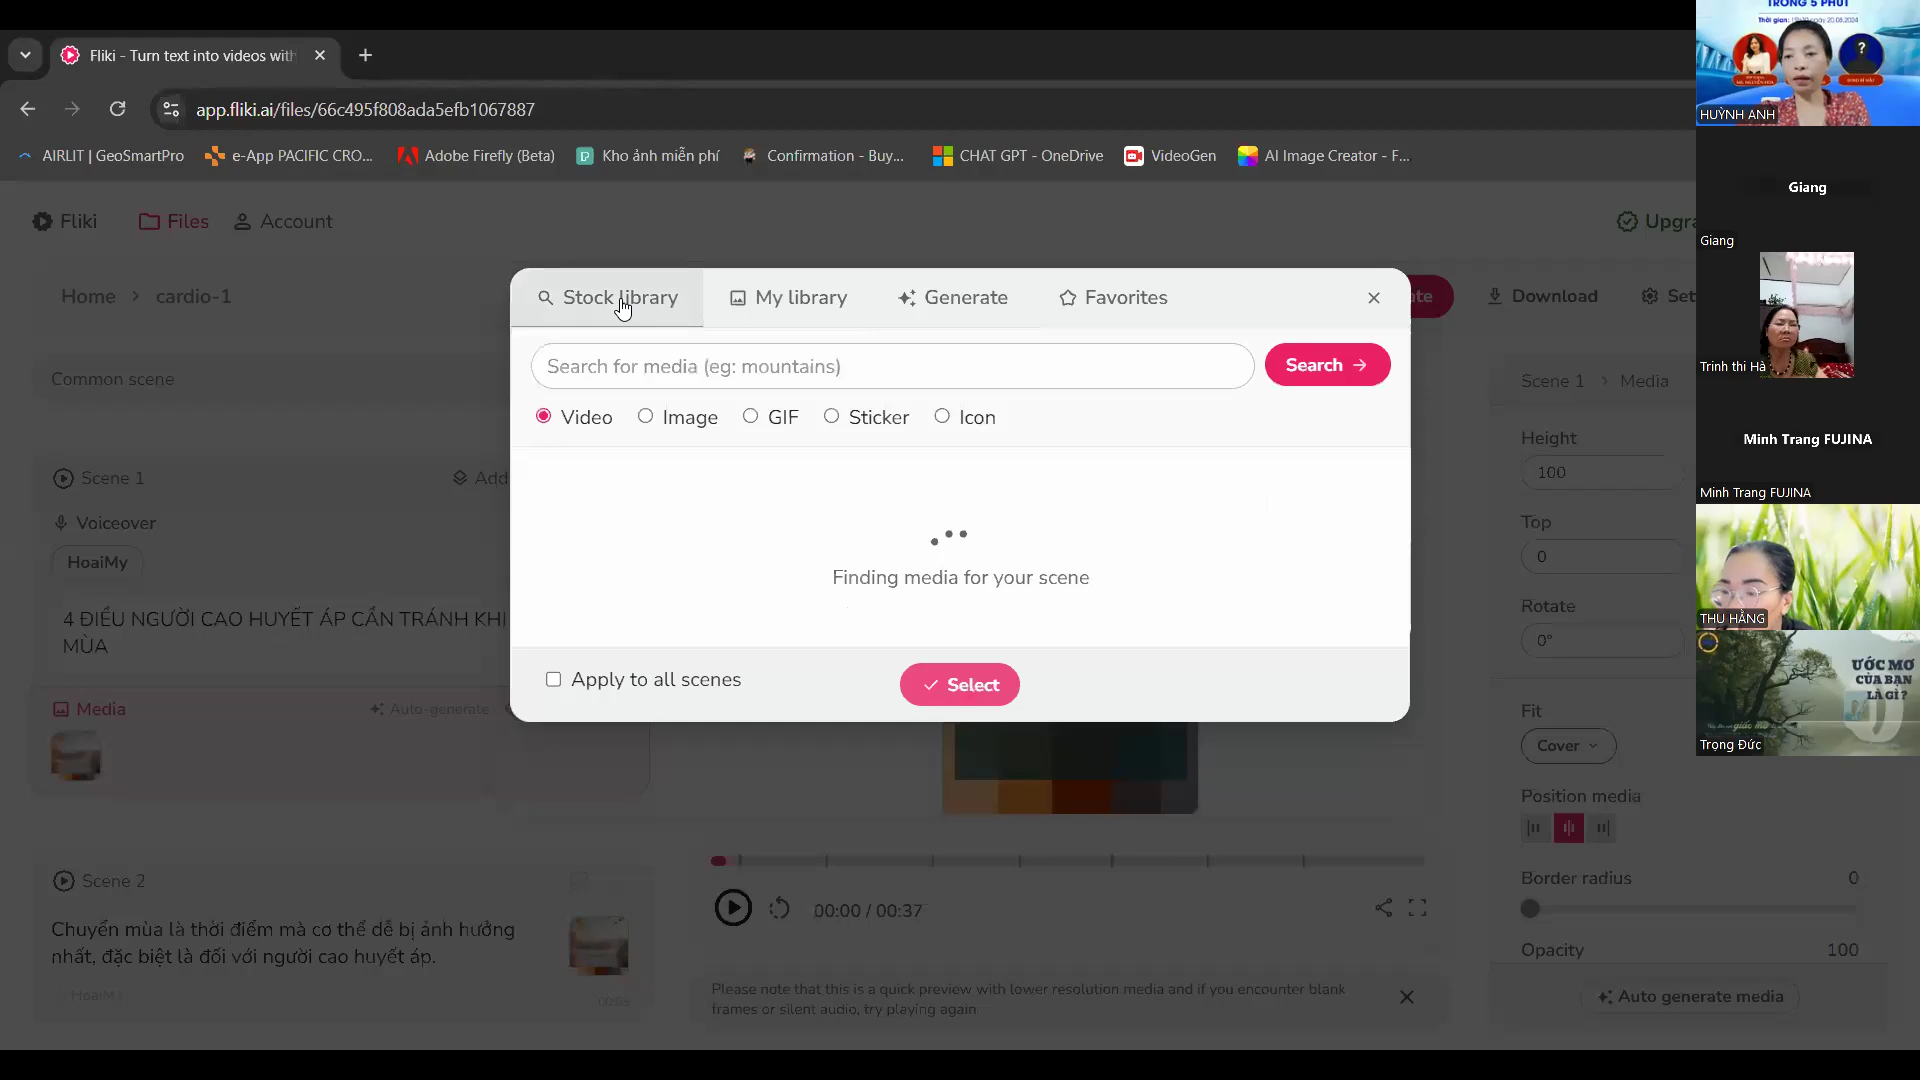 Fliki - Turn text into videos with
app.fliki.ai/files/66c495f808ada5efb1067887
AIRLIT | GeoSmartPro
e-App PACIFIC CRO...
Adobe Firefly (Beta)
Kho ảnh miễn phí
Confirmation - Buy...
CHAT GPT - OneDrive
VideoGen
AI Image Creator - F...
Fliki
Files
Account
Upgra
Home > cardio-1
Download
Set
Stock library
My library
Generate
Favorites
Search for media (eg: mountains)
Search
Video
Image
GIF
Sticker
Icon
Finding media for your scene
Apply to all scenes
Select
Common scene
Scene 1
Add
Voiceover
HoaiMy
4 ĐIỀU NGƯỜI CAO HUYẾT ÁP CẦN TRÁNH KHI
MÙA
Media
Auto-generate
Scene 2
Chuyển mùa là thời điểm mà cơ thể dễ bị ảnh hưởng
nhất, đặc biệt là đối với người cao huyết áp.
00:00 / 00:37
Please note that this is a quick preview with lower resolution media and if you encounter blank
frames or silent audio, try playing again
Scene 1 > Media
Height
100
Top
0
Rotate
0°
Fit
Cover
Position media
Border radius
0
Opacity
100
Auto generate media
TRONG 5 PHÚT
HUỲNH ANH
Giang
Giang
Trinh thi Hà
Minh Trang FUJINA
Minh Trang FUJINA
THU HẰNG
ƯỚC MƠ
CỦA BẠN
LÀ GÌ ?
Trọng Đức